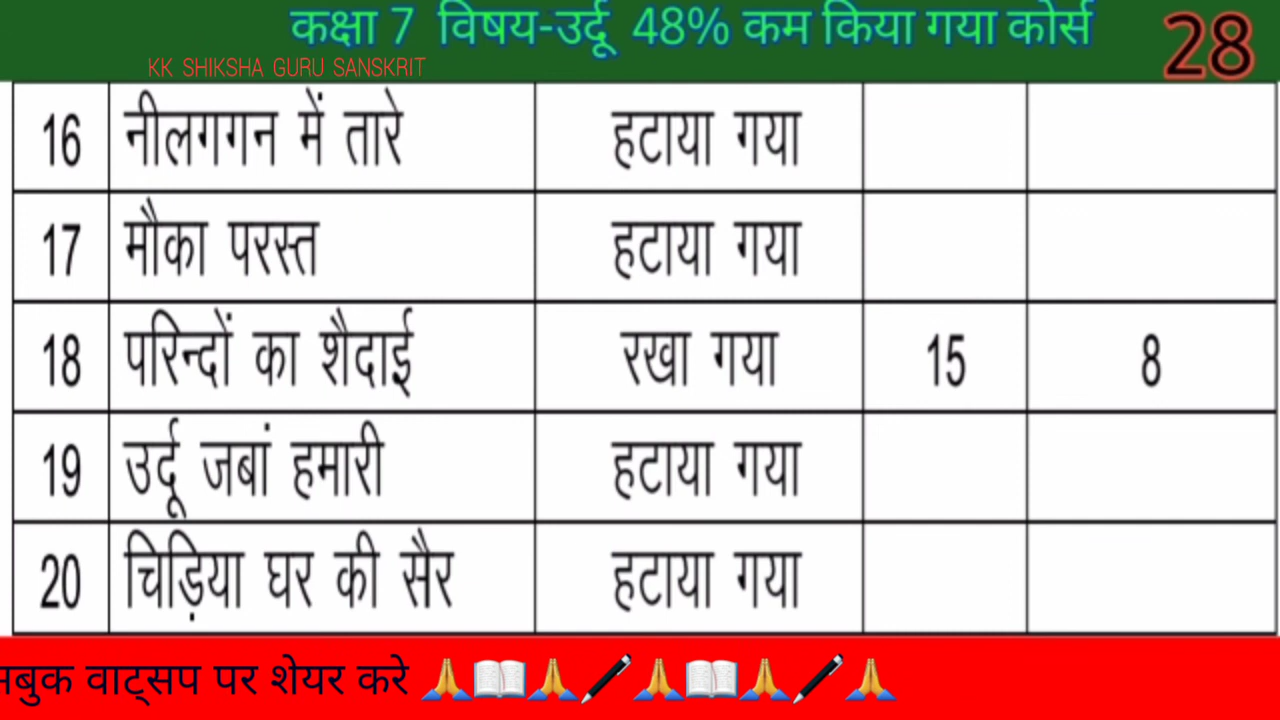 कक्षा 7 विषय-उर्दू 48% कम किया गया कोर्स
28
KK SHIKSHA GURU SANSKRIT
16 नीलगगन में तारे हटाया गया
17 मौका परस्त हटाया गया
18 परिन्दों का शैदाई रखा गया 15 8
19 उर्दू जबां हमारी हटाया गया
20 चिड़िया घर की सैर हटाया गया
वाट्सप पर शेयर करे 🙏📖🙏🖊️🙏📖🙏🖊️🙏